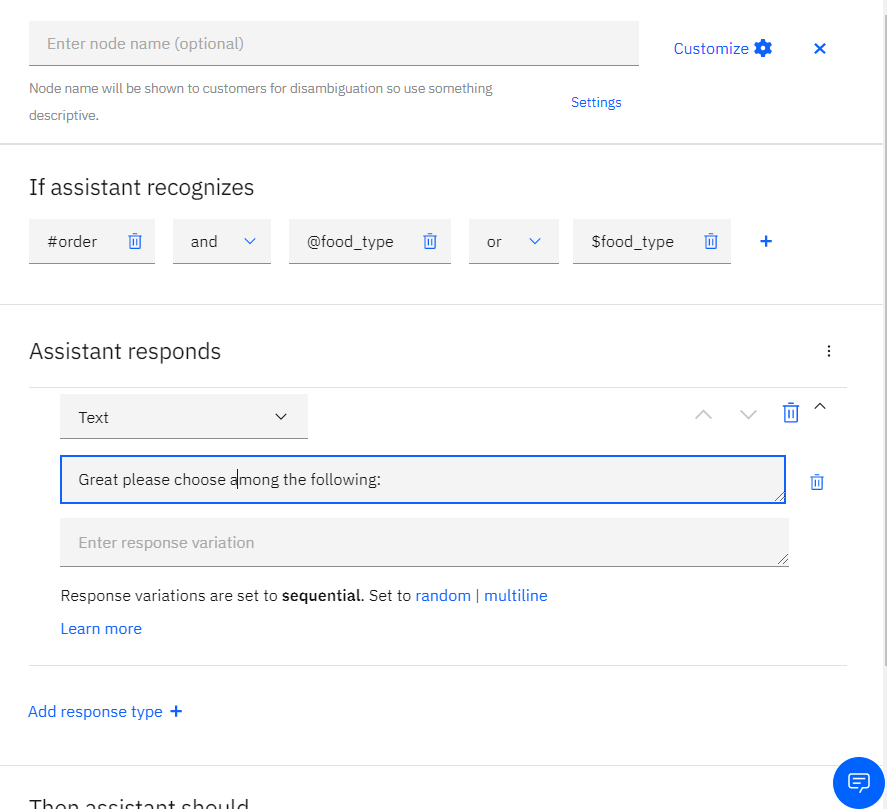 Enter node name (optional)
Customize
Node name will be shown to customers for disambiguation so use something
descriptive.
Settings
If assistant recognizes
#order and @food_type or $food_type
Assistant responds
Text
Great please choose among the following:
Enter response variation
Response variations are set to sequential. Set to random | multiline
Learn more
Add response type +
Then assistant should